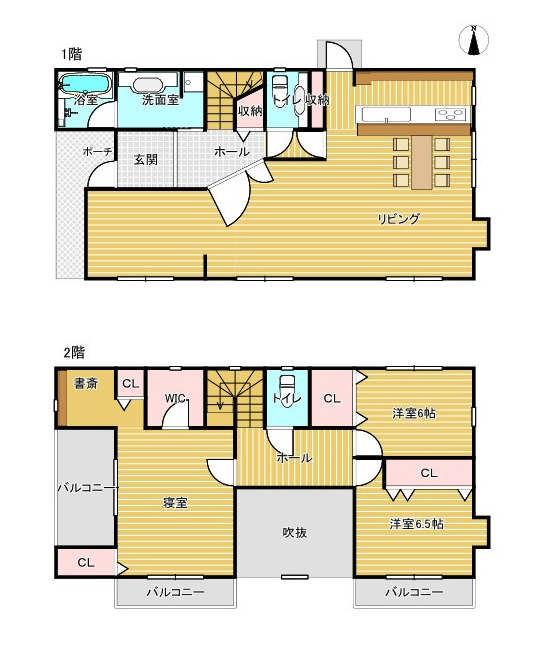 N
1階
浴室
洗面室
収納
トイレ
収納
ポーチ
玄関
ホール
リビング
2階
書斎
CL
WIC
トイレ
CL
洋室6帖
バルコニー
寝室
ホール
CL
吹抜
洋室6.5帖
CL
バルコニー
バルコニー